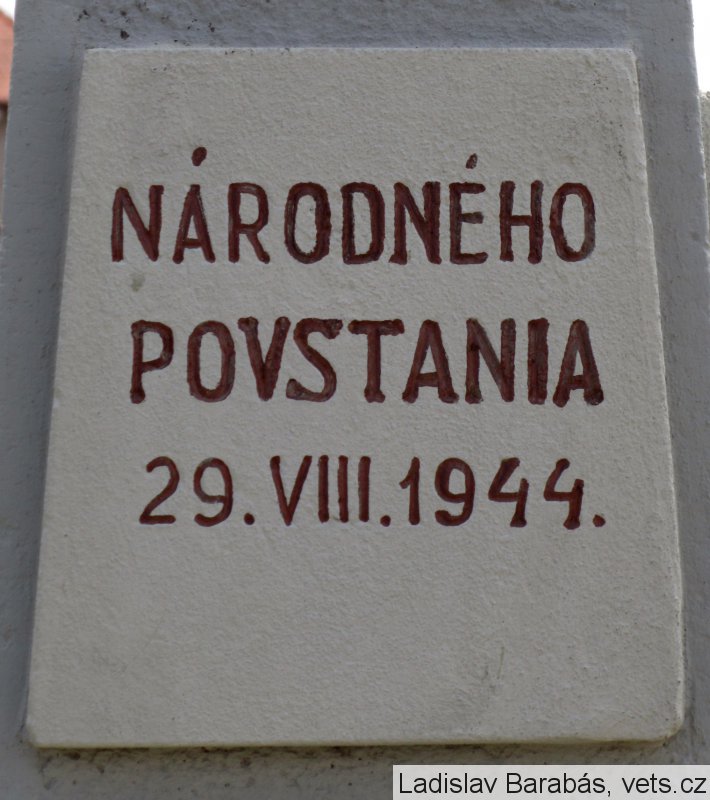 NÁRODNÉHO
POVSTANIA
29. VIII. 1944.
Ladislav Barabás, vets.cz